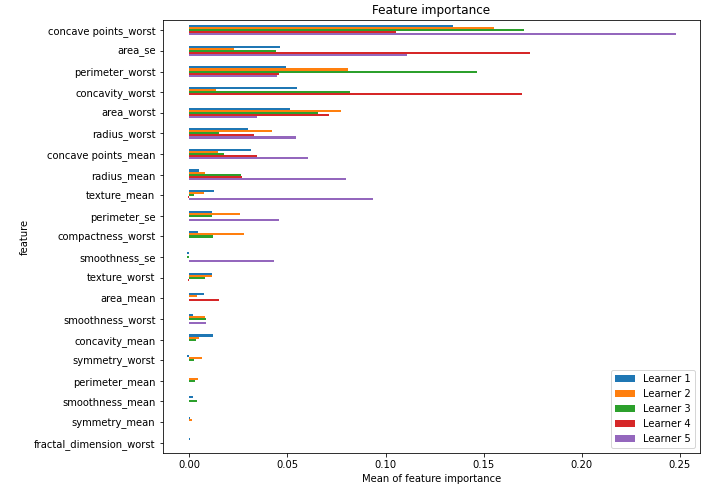 Feature importance
concave points_worst
area_se
perimeter_worst
concavity_worst
area_worst
radius_worst
concave points_mean
radius_mean
texture_mean
perimeter_se
compactness_worst
smoothness_se
texture_worst
area_mean
smoothness_worst
concavity_mean
symmetry_worst
perimeter_mean
smoothness_mean
symmetry_mean
fractal_dimension_worst
feature
Learner 1
Learner 2
Learner 3
Learner 4
Learner 5
0.00 0.05 0.10 0.15 0.20 0.25
Mean of feature importance